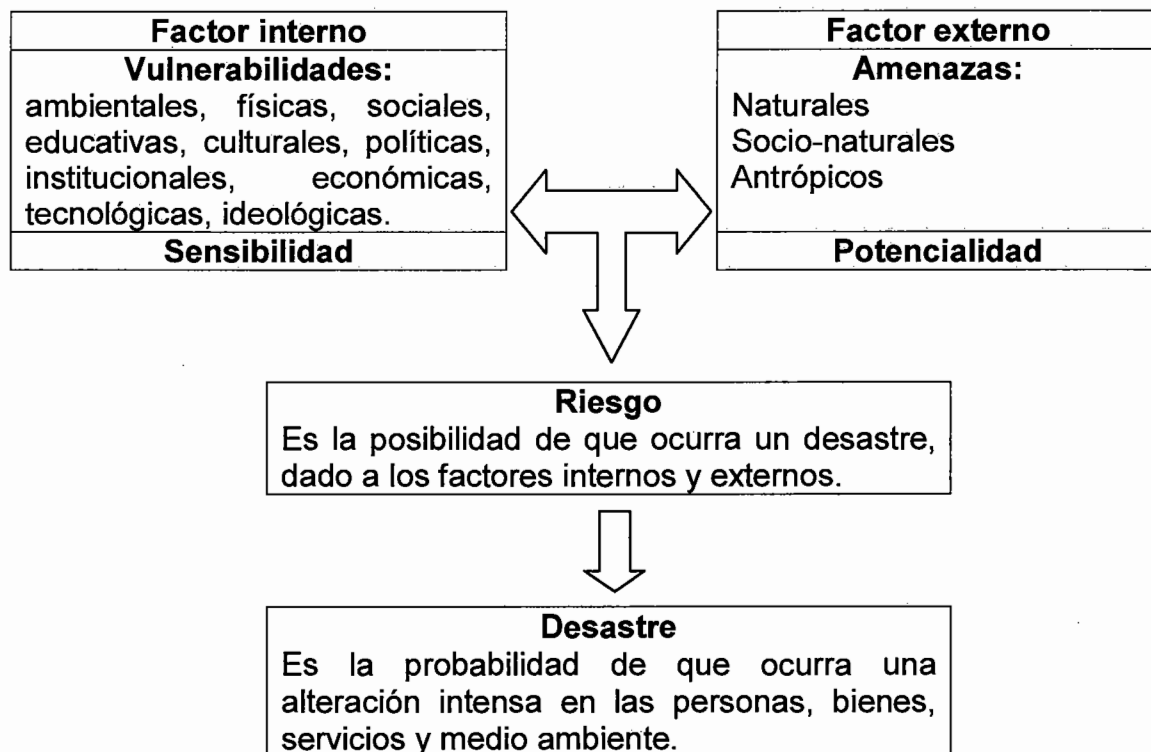 Factor interno
Vulnerabilidades:
ambientales, físicas, sociales,
educativas, culturales, políticas,
institucionales, económicas,
tecnológicas, ideológicas.
Sensibilidad
Factor externo
Amenazas:
Naturales
Socio-naturales
Antrópicos
Potencialidad
Riesgo
Es la posibilidad de que ocurra un desastre,
dado a los factores internos y externos.
Desastre
Es la probabilidad de que ocurra una
alteración intensa en las personas, bienes,
servicios y medio ambiente.